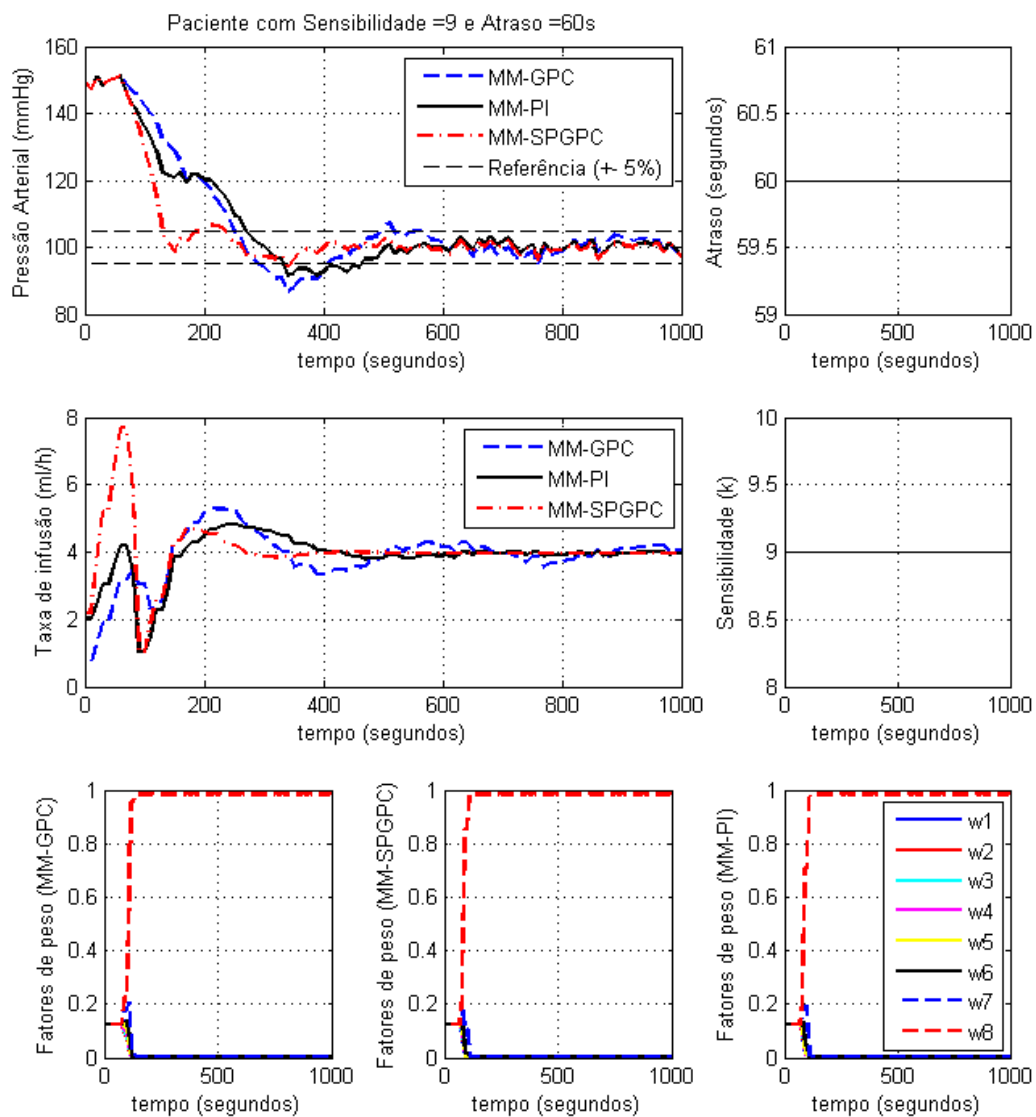 Paciente com Sensibilidade =9 e Atraso =60s
Pressão Arterial (mmHg)
160
140
120
100
80
0
200
400
600
800
1000
tempo (segundos)
MM-GPC
MM-PI
MM-SPGPC
Referência (+- 5%)
Atraso (segundos)
61
60.5
60
59.5
59
0
500
1000
tempo (segundos)
Taxa de infusão (ml/h)
8
6
4
2
0
0
200
400
600
800
1000
tempo (segundos)
MM-GPC
MM-PI
MM-SPGPC
Sensibilidade (k)
10
9.5
9
8.5
8
0
500
1000
tempo (segundos)
Fatores de peso (MM-GPC)
1
0.8
0.6
0.4
0.2
0
0
500
1000
tempo (segundos)
Fatores de peso (MM-SPGPC)
1
0.8
0.6
0.4
0.2
0
0
500
1000
tempo (segundos)
Fatores de peso (MM-PI)
1
0.8
0.6
0.4
0.2
0
0
500
1000
tempo (segundos)
w1
w2
w3
w4
w5
w6
w7
w8